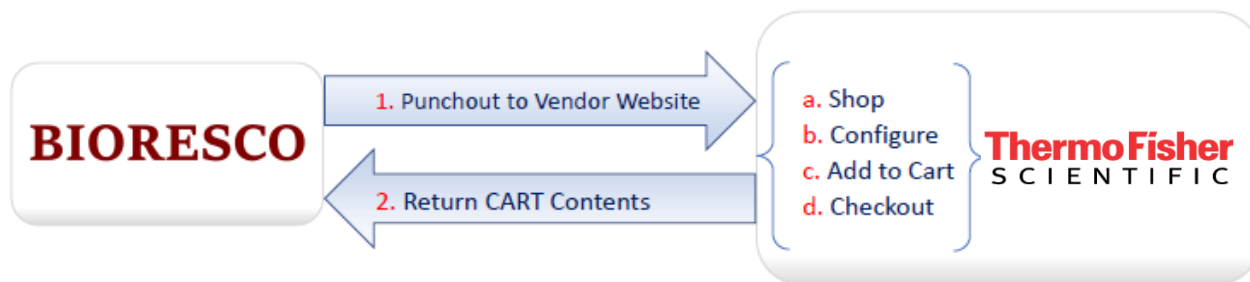 BIORESCO
1. Punchout to Vendor Website
2. Return CART Contents
a. Shop
b. Configure
c. Add to Cart
d. Checkout
ThermoFisher
SCIENTIFIC